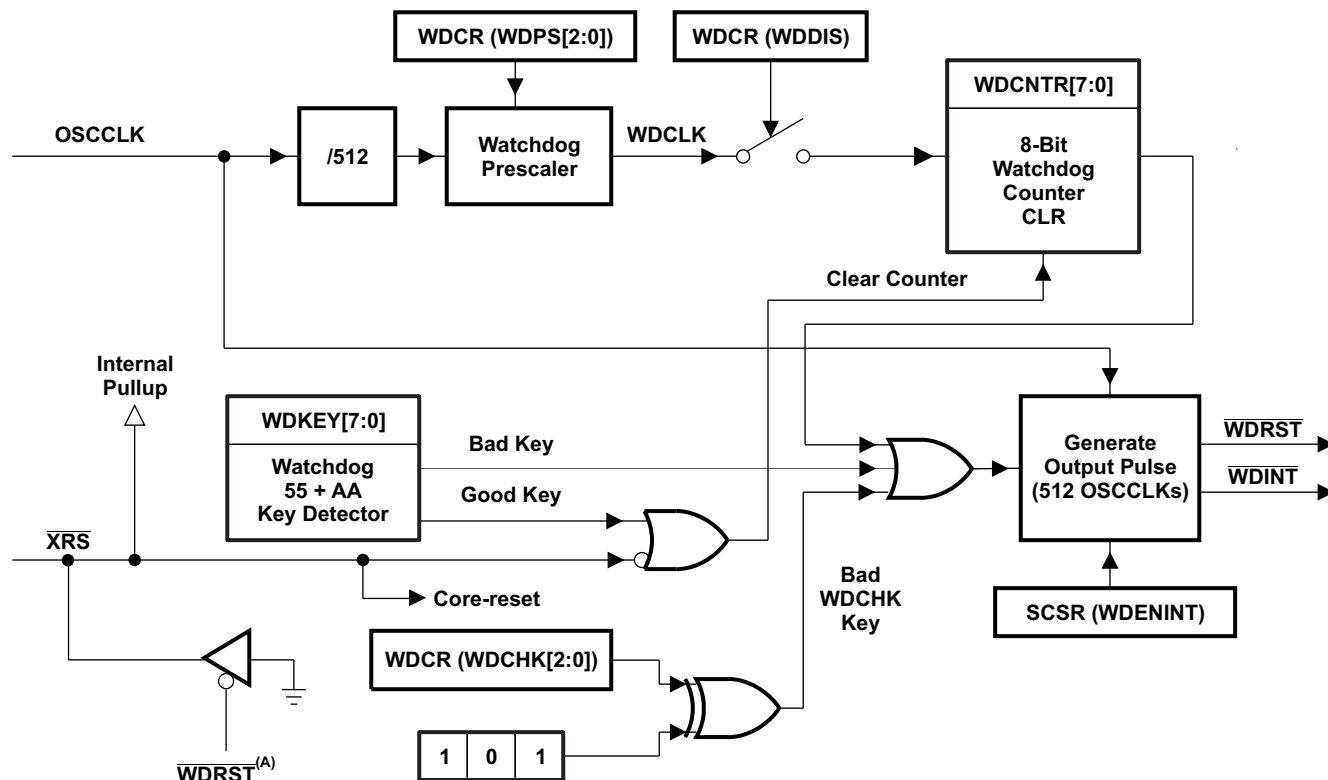 WDCR (WDPS[2:0])
WDCR (WDDIS)
WDCNTR[7:0]
OSCCLK
/512
Watchdog
Prescaler
WDCLK
8-Bit
Watchdog
Counter
CLR
Clear Counter
Internal
Pullup
WDKEY[7:0]
Watchdog
55 + AA
Key Detector
Bad Key
Good Key
Generate
Output Pulse
(512 OSCCLKs)
WDRST
WDINT
XRS
Core-reset
Bad
WDCHK
Key
SCSR (WDENINT)
WDCR (WDCHK[2:0])
1 0 1
WDRST(A)